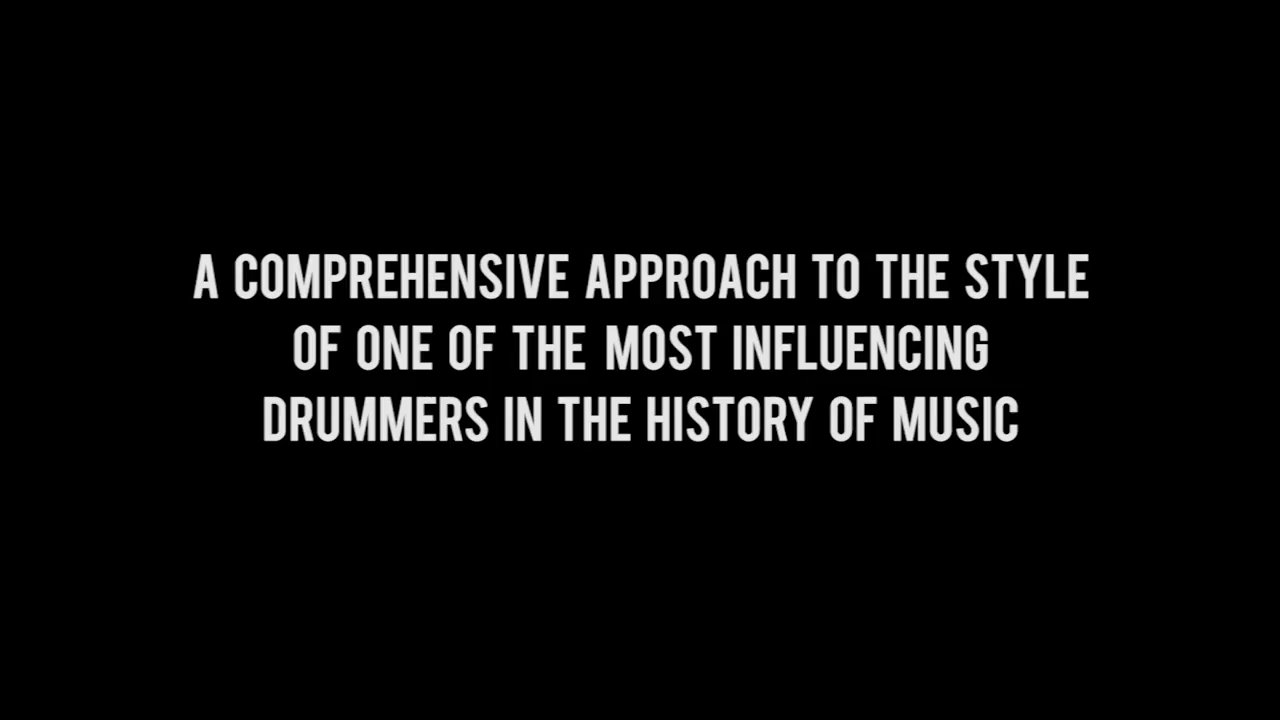 A COMPREHENSIVE APPROACH TO THE STYLE
OF ONE OF THE MOST INFLUENCING
DRUMMERS IN THE HISTORY OF MUSIC